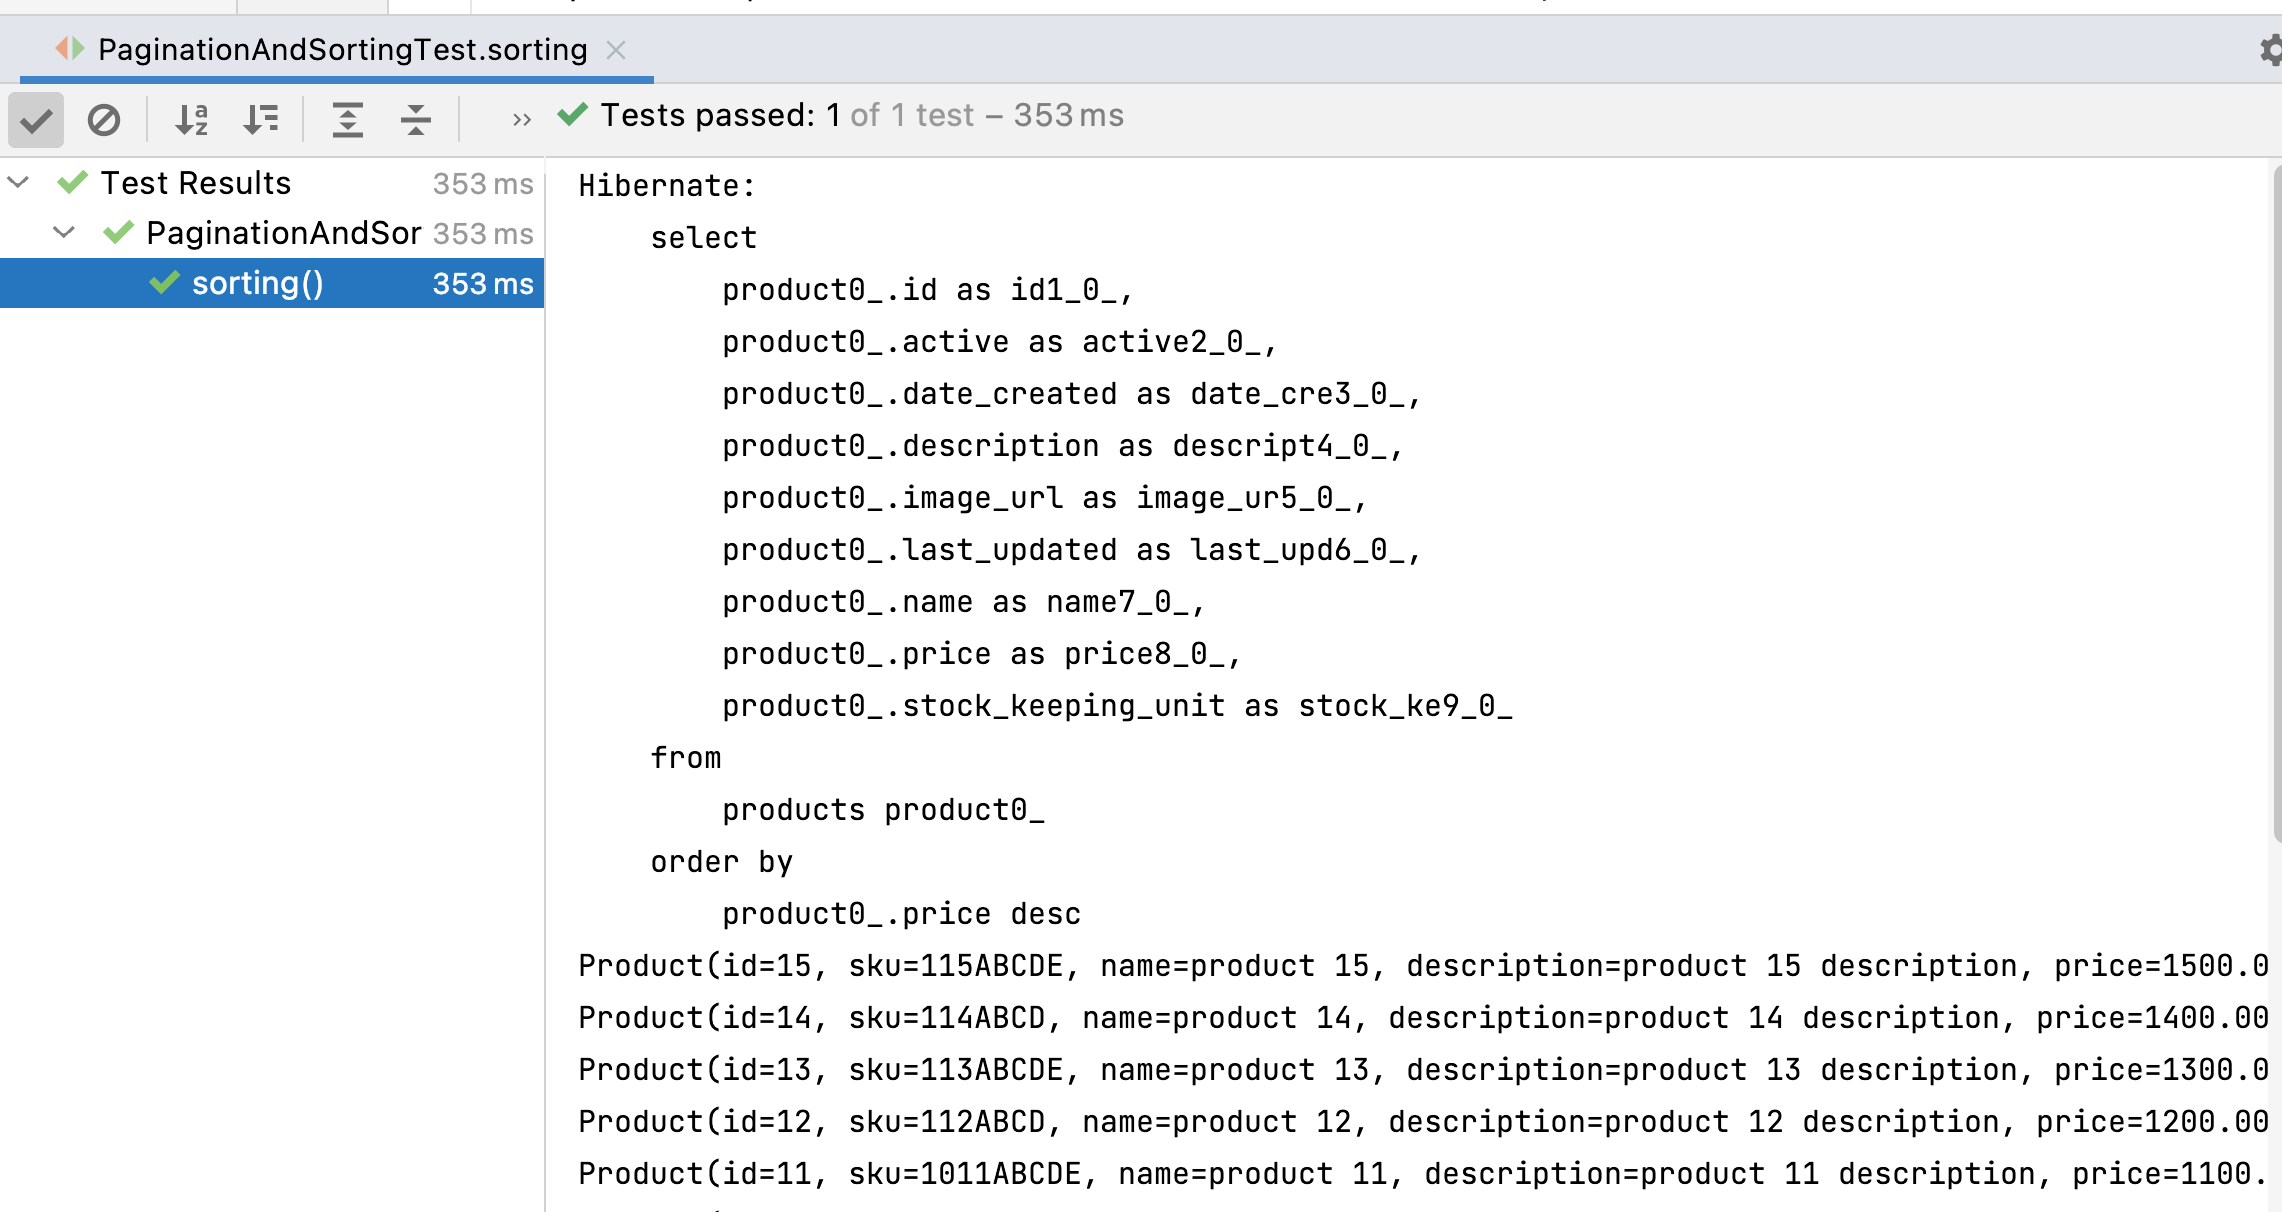 PaginationAndSortingTest.sorting
Tests passed: 1 of 1 test – 353 ms
Test Results 353 ms
PaginationAndSor 353 ms
sorting() 353 ms
Hibernate:
select
product0_.id as id1_0_,
product0_.active as active2_0_,
product0_.date_created as date_cre3_0_,
product0_.description as descript4_0_,
product0_.image_url as image_ur5_0_,
product0_.last_updated as last_upd6_0_,
product0_.name as name7_0_,
product0_.price as price8_0_,
product0_.stock_keeping_unit as stock_ke9_0_
from
products product0_
order by
product0_.price desc
Product(id=15, sku=115ABCDE, name=product 15, description=product 15 description, price=1500.0
Product(id=14, sku=114ABCD, name=product 14, description=product 14 description, price=1400.00
Product(id=13, sku=113ABCDE, name=product 13, description=product 13 description, price=1300.0
Product(id=12, sku=112ABCD, name=product 12, description=product 12 description, price=1200.00
Product(id=11, sku=1011ABCDE, name=product 11, description=product 11 description, price=1100.